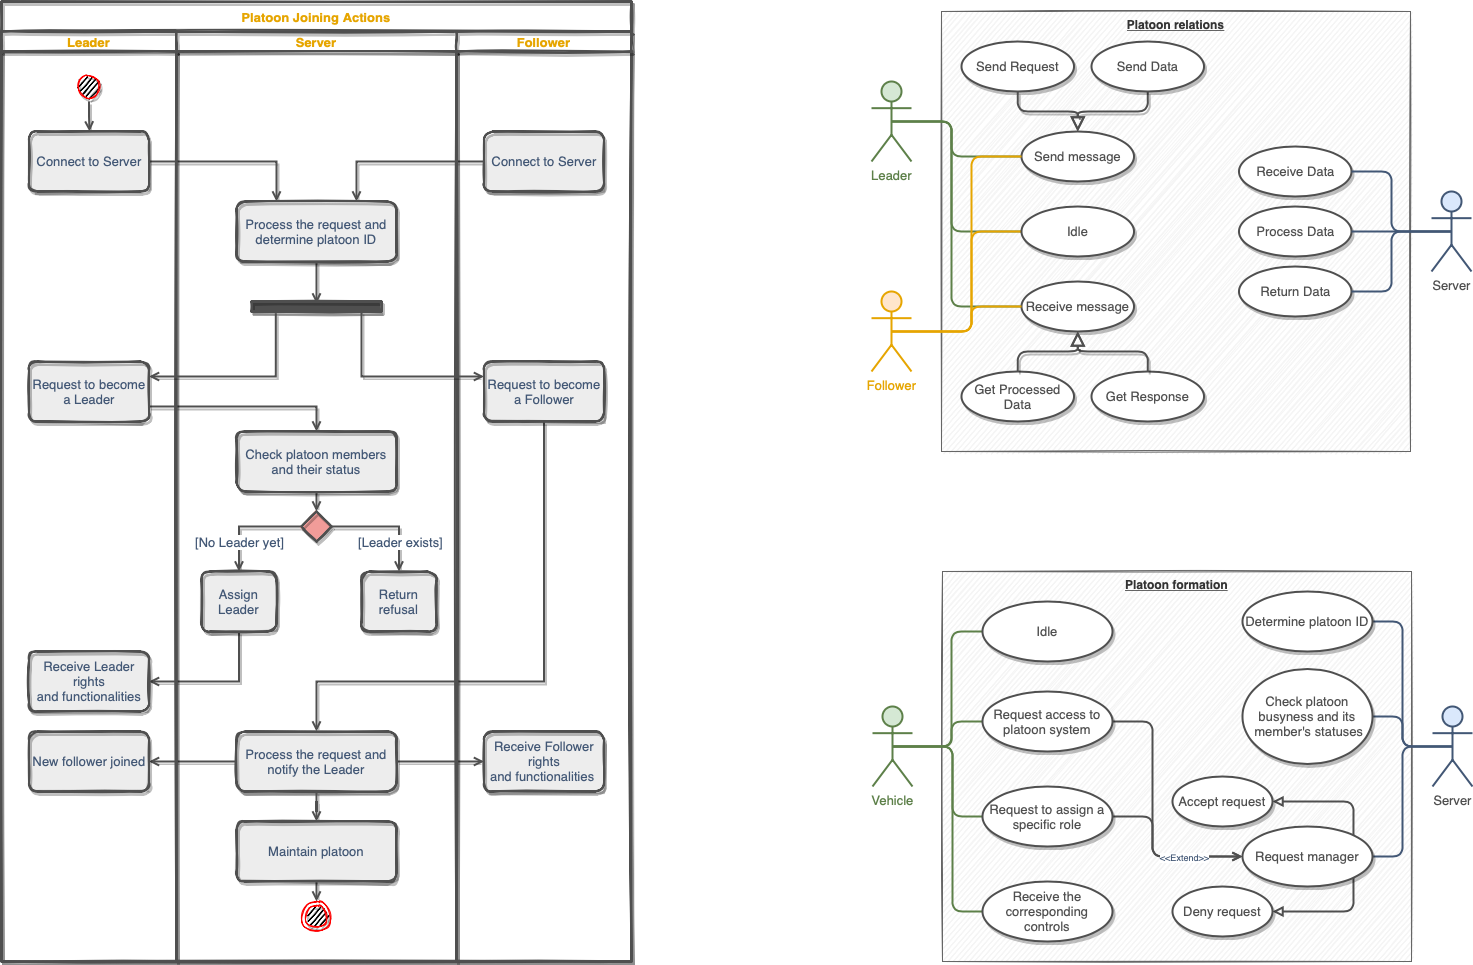 Platoon Joining Actions
Leader
Server
Follower
Connect to Server
Connect to Server
Process the request and
determine platoon ID
Request to become
a Leader
Request to become
a Follower
Check platoon members
and their status
[No Leader yet]
[Leader exists]
Assign
Leader
Return
refusal
Receive Leader
rights
and functionalities
New follower joined
Process the request and
notify the Leader
Receive Follower
rights
and functionalities
Maintain platoon
Platoon relations
Send Request
Send Data
Leader
Send message
Receive Data
Idle
Process Data
Server
Receive message
Return Data
Follower
Get Processed
Data
Get Response
Platoon formation
Idle
Determine platoon ID
Request access to
platoon system
Check platoon
busyness and its
member's statuses
Vehicle
Server
Request to assign a
specific role
Accept request
<<Extend>>
Request manager
Receive the
corresponding
controls
Deny request